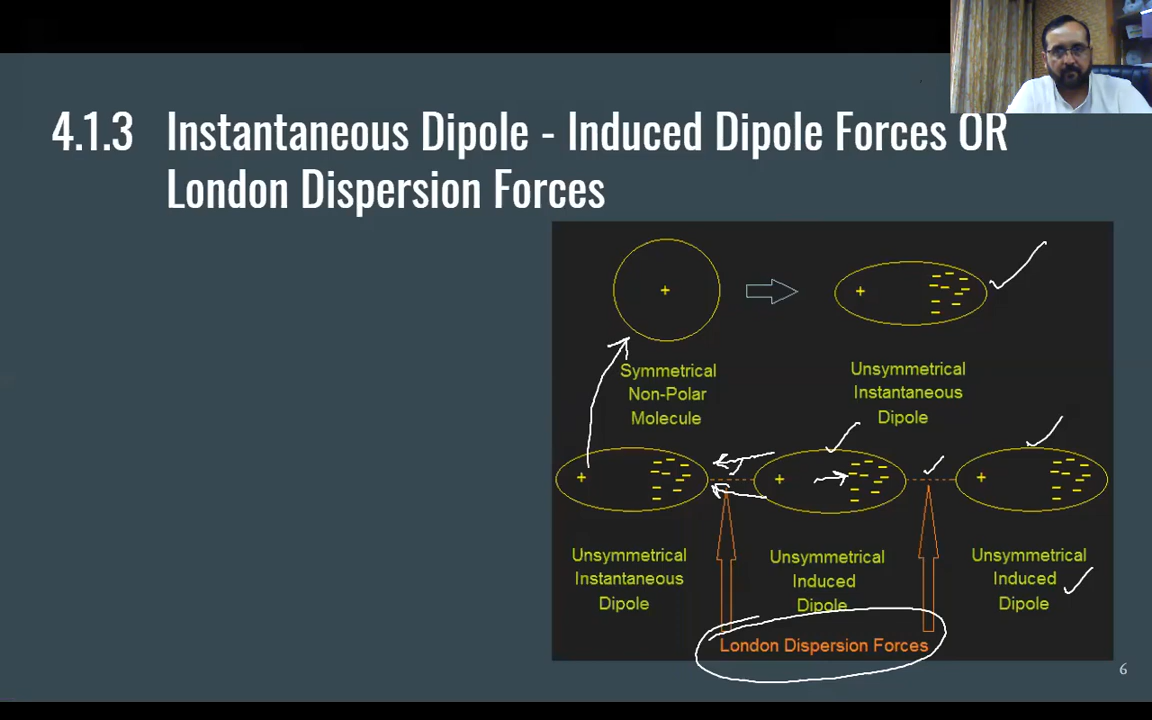 4.1.3 Instantaneous Dipole - Induced Dipole Forces OR
London Dispersion Forces
+
+
Symmetrical
Non-Polar
Molecule
Unsymmetrical
Instantaneous
Dipole
+
+
+
Unsymmetrical
Instantaneous
Dipole
Unsymmetrical
Induced
Dipole
Unsymmetrical
Induced
Dipole
London Dispersion Forces
6